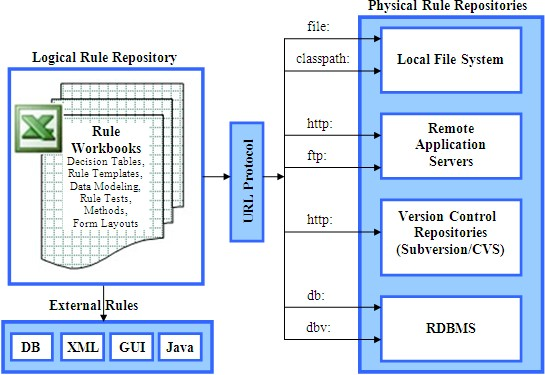 Physical Rule Repositories
Logical Rule Repository
Rule
Workbooks
Decision Tables,
Rule Templates,
Data Modeling,
Rule Tests,
Methods,
Form Layouts
External Rules
DB
XML
GUI
Java
URL Protocol
file:
classpath:
http:
ftp:
http:
db:
dbv:
Local File System
Remote
Application
Servers
Version Control
Repositories
(Subversion/CVS)
RDBMS